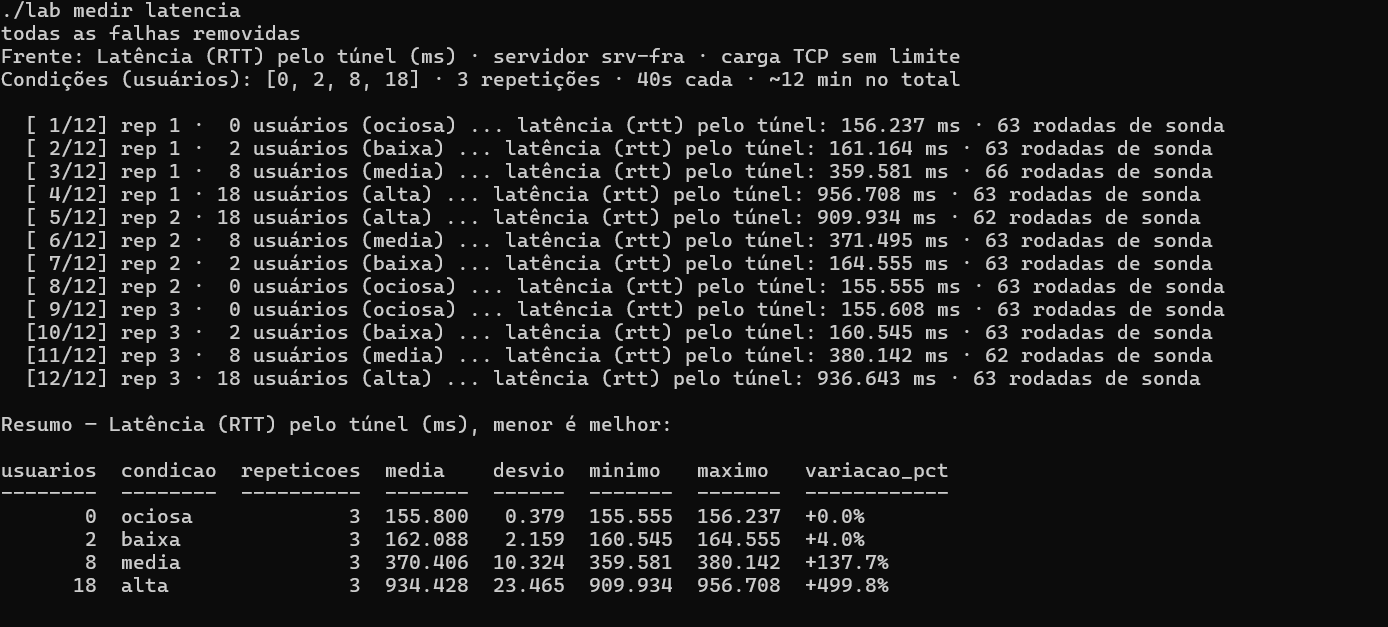 ./lab medir latencia
todas as falhas removidas
Frente: Latência (RTT) pelo túnel (ms) · servidor srv-fra · carga TCP sem limite
Condições (usuários): [0, 2, 8, 18] · 3 repetições · 40s cada · ~12 min no total
[ 1/12] rep 1 ·  0 usuários (ociosa) ... latência (rtt) pelo túnel: 156.237 ms · 63 rodadas de sonda
[ 2/12] rep 1 ·  2 usuários (baixa) ... latência (rtt) pelo túnel: 161.164 ms · 63 rodadas de sonda
[ 3/12] rep 1 ·  8 usuários (media) ... latência (rtt) pelo túnel: 359.581 ms · 66 rodadas de sonda
[ 4/12] rep 1 · 18 usuários (alta) ... latência (rtt) pelo túnel: 956.708 ms · 63 rodadas de sonda
[ 5/12] rep 2 · 18 usuários (alta) ... latência (rtt) pelo túnel: 909.934 ms · 62 rodadas de sonda
[ 6/12] rep 2 ·  8 usuários (media) ... latência (rtt) pelo túnel: 371.495 ms · 63 rodadas de sonda
[ 7/12] rep 2 ·  2 usuários (baixa) ... latência (rtt) pelo túnel: 164.555 ms · 63 rodadas de sonda
[ 8/12] rep 2 ·  0 usuários (ociosa) ... latência (rtt) pelo túnel: 155.555 ms · 63 rodadas de sonda
[ 9/12] rep 3 ·  0 usuários (ociosa) ... latência (rtt) pelo túnel: 155.608 ms · 63 rodadas de sonda
[10/12] rep 3 ·  2 usuários (baixa) ... latência (rtt) pelo túnel: 160.545 ms · 63 rodadas de sonda
[11/12] rep 3 ·  8 usuários (media) ... latência (rtt) pelo túnel: 380.142 ms · 62 rodadas de sonda
[12/12] rep 3 · 18 usuários (alta) ... latência (rtt) pelo túnel: 936.643 ms · 63 rodadas de sonda
Resumo — Latência (RTT) pelo túnel (ms), menor é melhor:
usuarios  condicao  repeticoes  media    desvio  minimo   maximo   variacao_pct
--------  --------  ----------  -------  ------  -------  -------  ------------
       0  ociosa             3  155.800   0.379  155.555  156.237  +0.0%
       2  baixa              3  162.088   2.159  160.545  164.555  +4.0%
       8  media              3  370.406  10.324  359.581  380.142  +137.7%
      18  alta               3  934.428  23.465  909.934  956.708  +499.8%